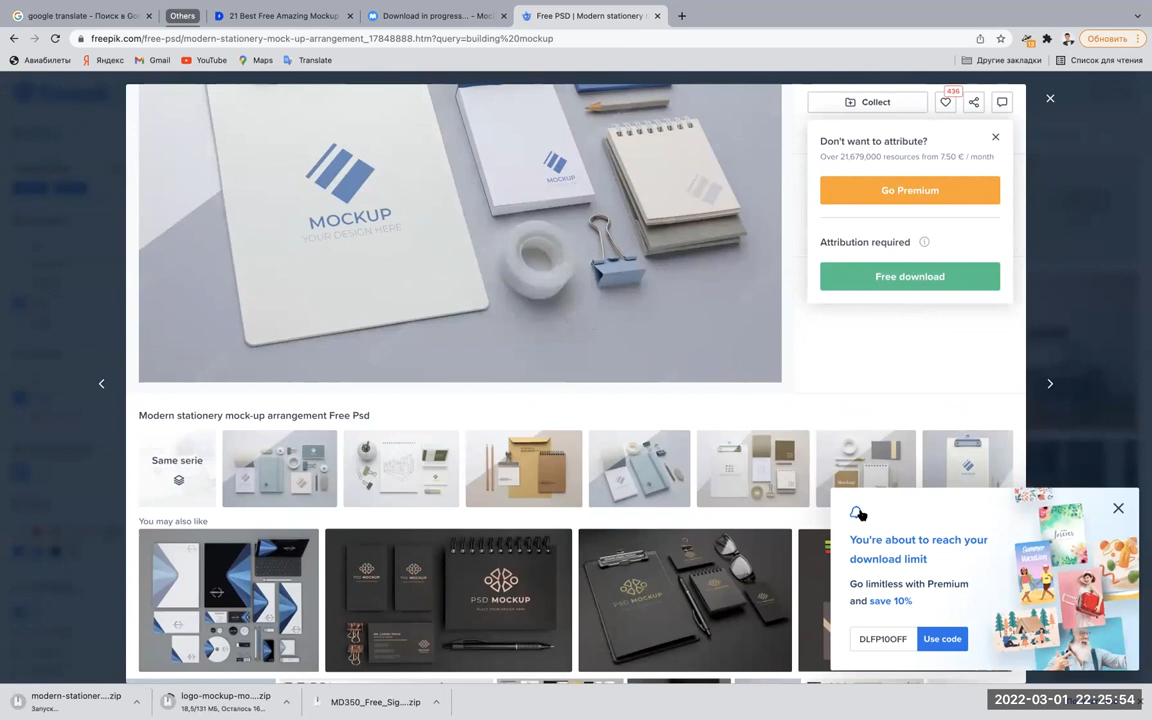 google translate - Поиск в Go
Others
21 Best Free Amazing Mockup
Download in progress... - Moc
Free PSD | Modern stationery
freepik.com/free-psd/modern-stationery-mock-up-arrangement_17848888.htm?query=building%20mockup
Обновить
Авиабилеты
Яндекс
Gmail
YouTube
Maps
Translate
Другие закладки
Список для чтения
436
Collect
Don't want to attribute?
Over 21,679,000 resources from 7.50 € / month
Go Premium
Attribution required
Free download
MOCKUP
YOUR DESIGN HERE
MOCKUP
Modern stationery mock-up arrangement Free Psd
Same serie
You may also like
PSD MOCKUP
You're about to reach your
download limit
Go limitless with Premium
and save 10%
DLFP10OFF
Use code
modern-stationer....zip
Запуск...
logo-mockup-mo....zip
18,5/131 МБ, Осталось 16...
MD350_Free_Sig....zip
2022-03-01 22:25:54